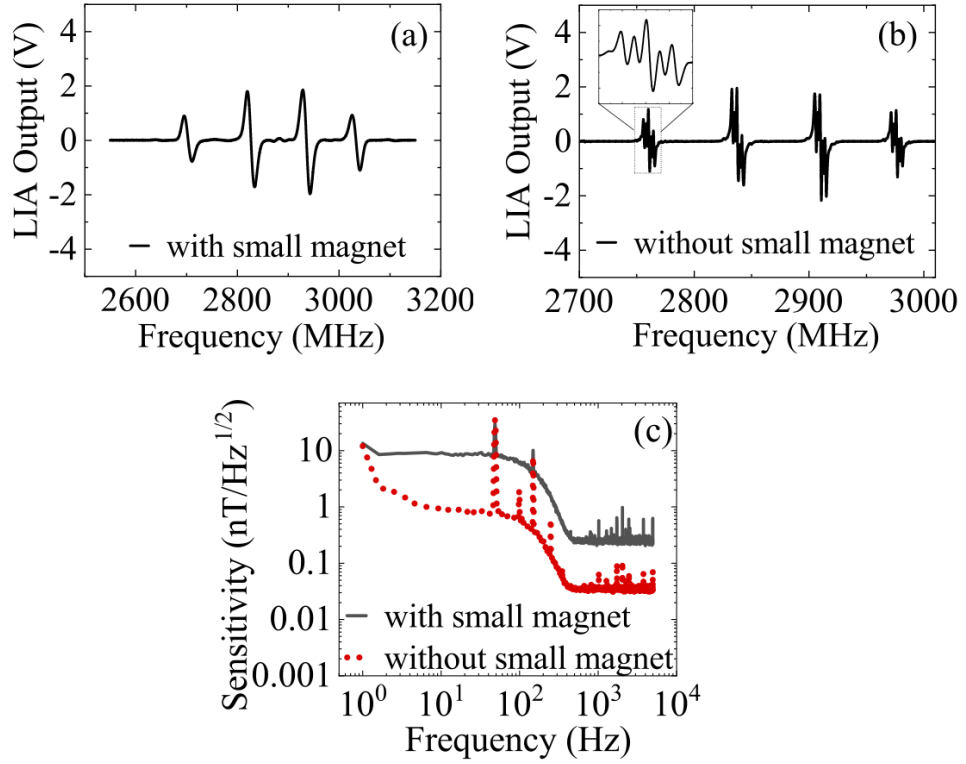 (a)
LIA Output (V)
4
2
0
-2
-4
with small magnet
2600 2800 3000 3200
Frequency (MHz)
(b)
LIA Output (V)
4
2
0
-2
-4
without small magnet
2700 2800 2900 3000
Frequency (MHz)
(c)
Sensitivity (nT/Hz^1/2)
10
1
0.1
0.01
0.001
with small magnet
without small magnet
10^0 10^1 10^2 10^3 10^4
Frequency (Hz)